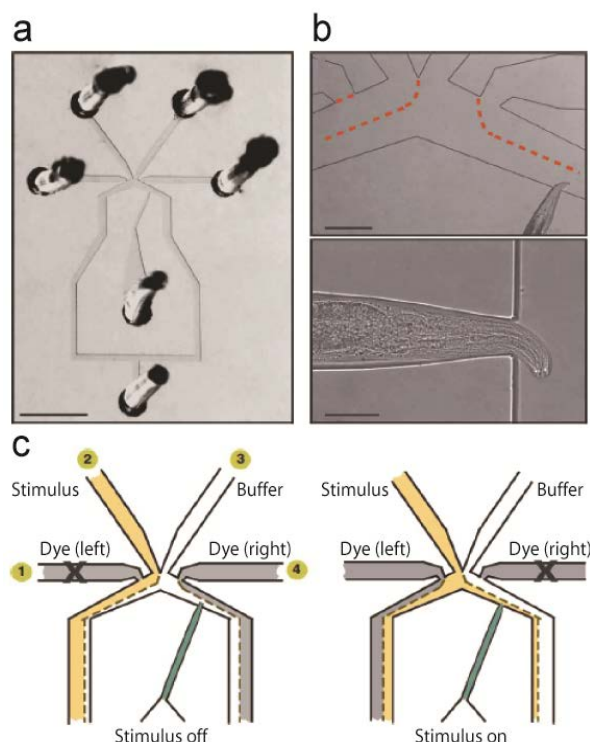 a
b
c
2
3
Stimulus
Buffer
Stimulus
Buffer
Dye (left)
Dye (right)
Dye (left)
Dye (right)
1
4
Stimulus off
Stimulus on